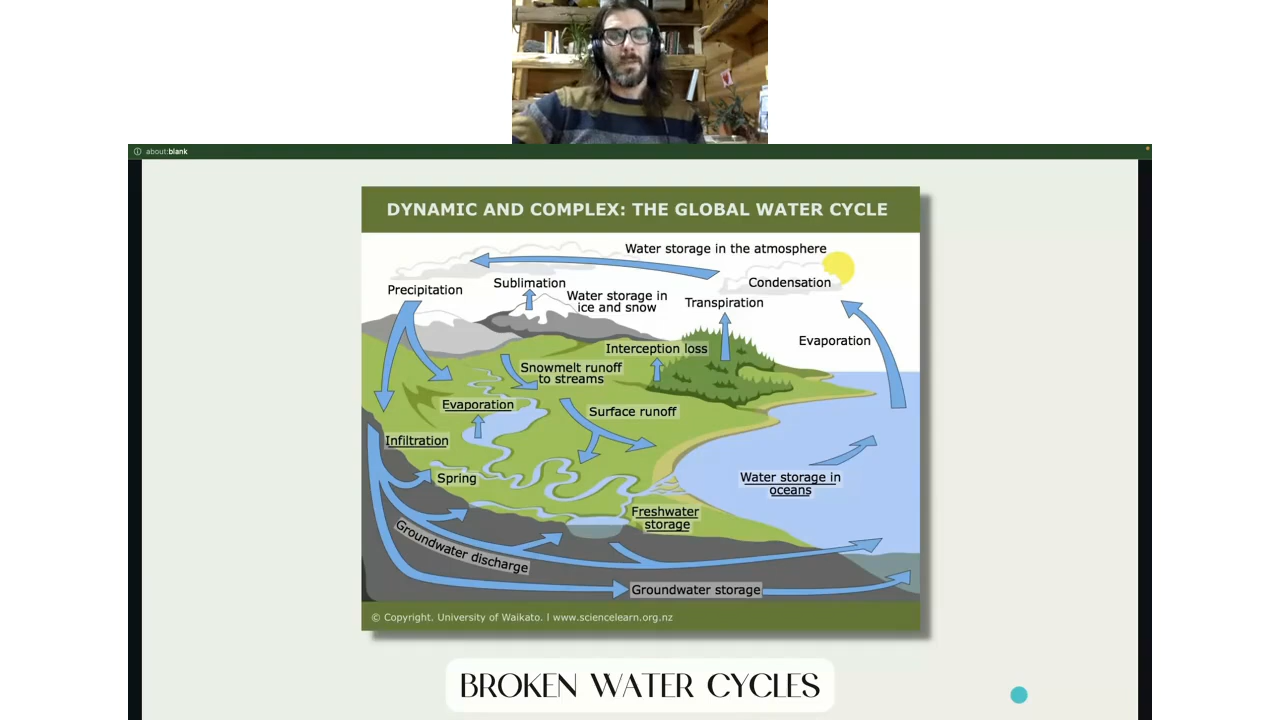 about:blank
DYNAMIC AND COMPLEX: THE GLOBAL WATER CYCLE
Water storage in the atmosphere
Precipitation
Sublimation
Water storage in
ice and snow
Condensation
Transpiration
Evaporation
Interception loss
Snowmelt runoff
to streams
Evaporation
Surface runoff
Infiltration
Spring
Water storage in
oceans
Freshwater
storage
Groundwater discharge
Groundwater storage
© Copyright. University of Waikato. l www.sciencelearn.org.nz
BROKEN WATER CYCLES